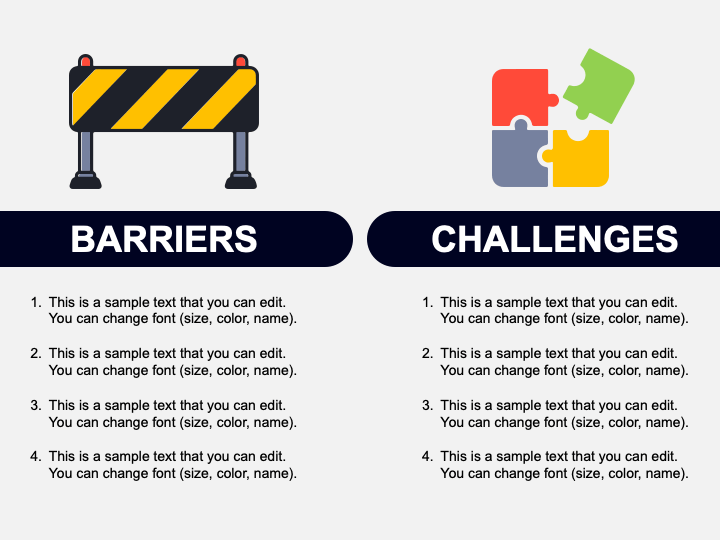 BARRIERS
1. This is a sample text that you can edit.
You can change font (size, color, name).
2. This is a sample text that you can edit.
You can change font (size, color, name).
3. This is a sample text that you can edit.
You can change font (size, color, name).
4. This is a sample text that you can edit.
You can change font (size, color, name).
CHALLENGES
1. This is a sample text that you can edit.
You can change font (size, color, name).
2. This is a sample text that you can edit.
You can change font (size, color, name).
3. This is a sample text that you can edit.
You can change font (size, color, name).
4. This is a sample text that you can edit.
You can change font (size, color, name).